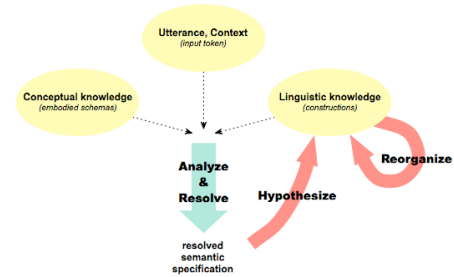 Utterance, Context
(input token)
Conceptual knowledge
(embodied schemas)
Linguistic knowledge
(constructions)
Analyze
&
Resolve
Reorganize
Hypothesize
resolved
semantic
specification